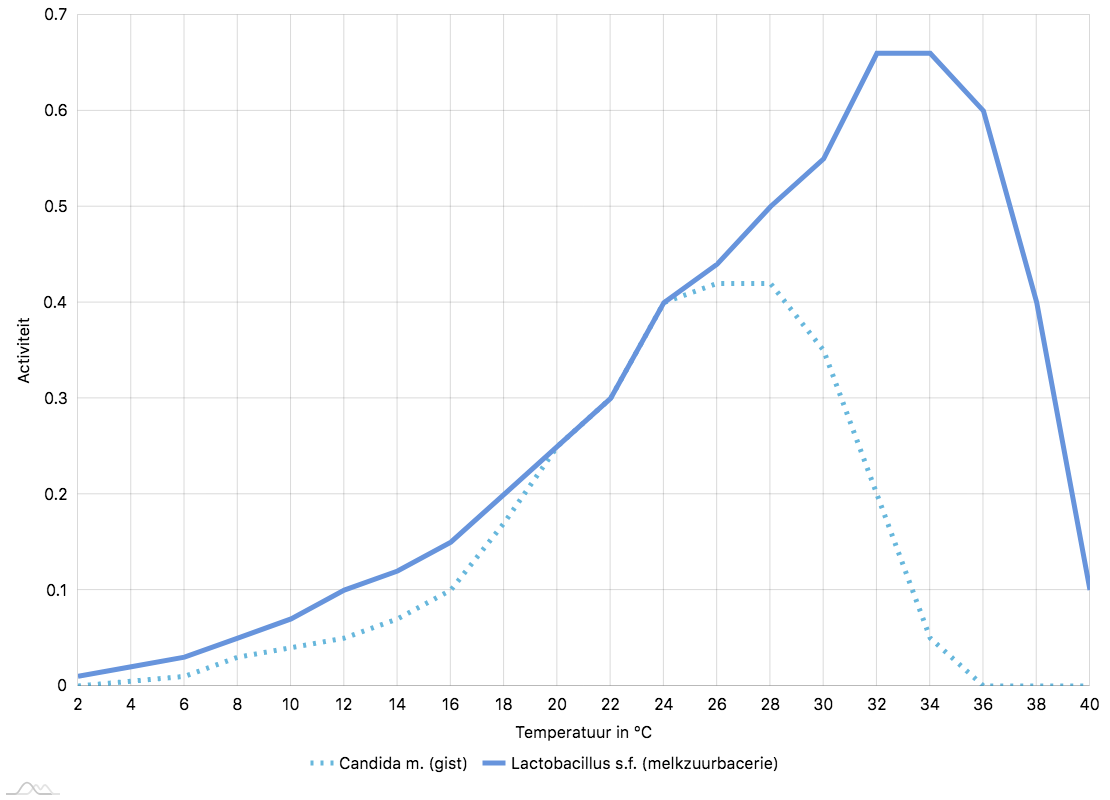 0.7
0.6
0.5
0.4
0.3
0.2
0.1
0
Activiteit
2 4 6 8 10 12 14 16 18 20 22 24 26 28 30 32 34 36 38 40
Temperatuur in °C
Candida m. (gist) Lactobacillus s.f. (melkzuurbacerie)